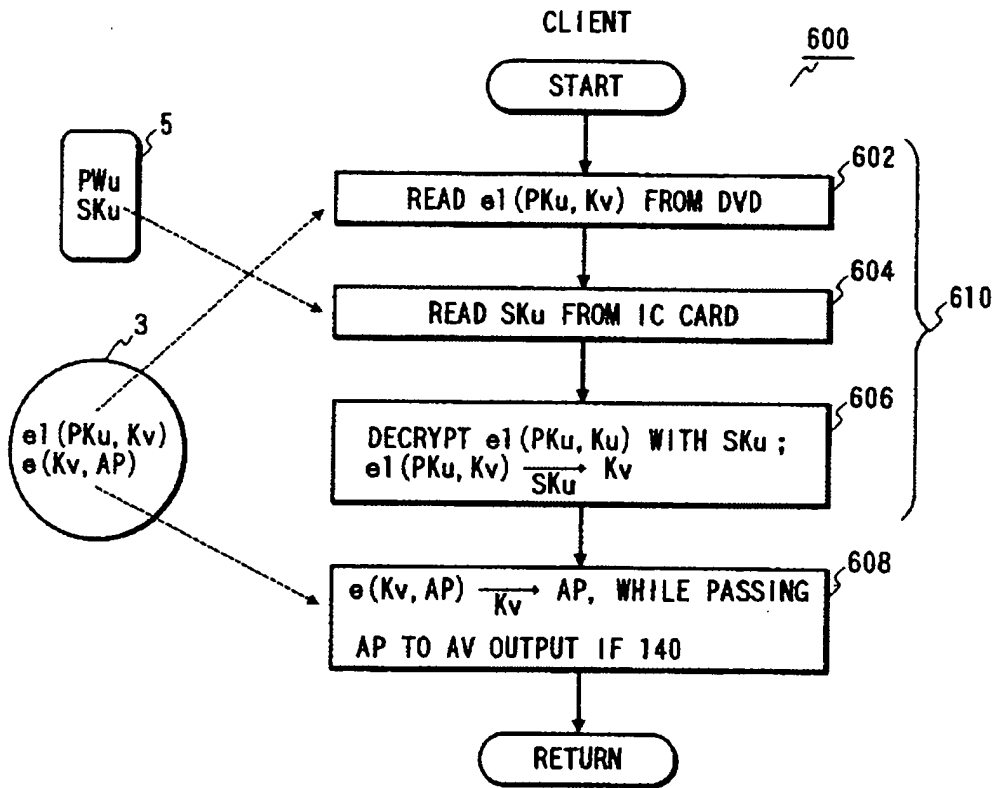 CLIENT
600
START
5
PWu
SKu
602
READ e1(PKu, Kv) FROM DVD
604
READ SKu FROM IC CARD
610
3
e1(PKu, Kv)
e(Kv, AP)
606
DECRYPT e1(PKu, Ku) WITH SKu;
e1(PKu, Kv) → Kv
SKu
608
e(Kv, AP) → AP, WHILE PASSING
Kv
AP TO AV OUTPUT IF 140
RETURN